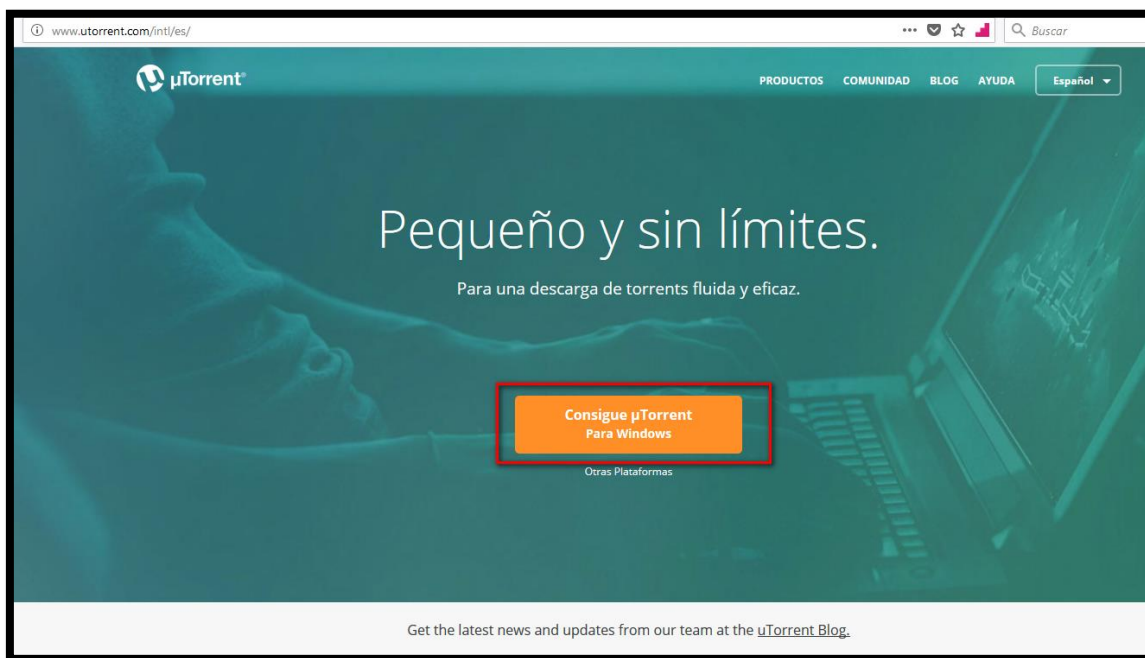 www.utorrent.com/intl/es/
Buscar
µTorrent®
PRODUCTOS COMUNIDAD BLOG AYUDA Español
Pequeño y sin límites.
Para una descarga de torrents fluida y eficaz.
Consigue µTorrent
Para Windows
Otras Plataformas
Get the latest news and updates from our team at the uTorrent Blog.